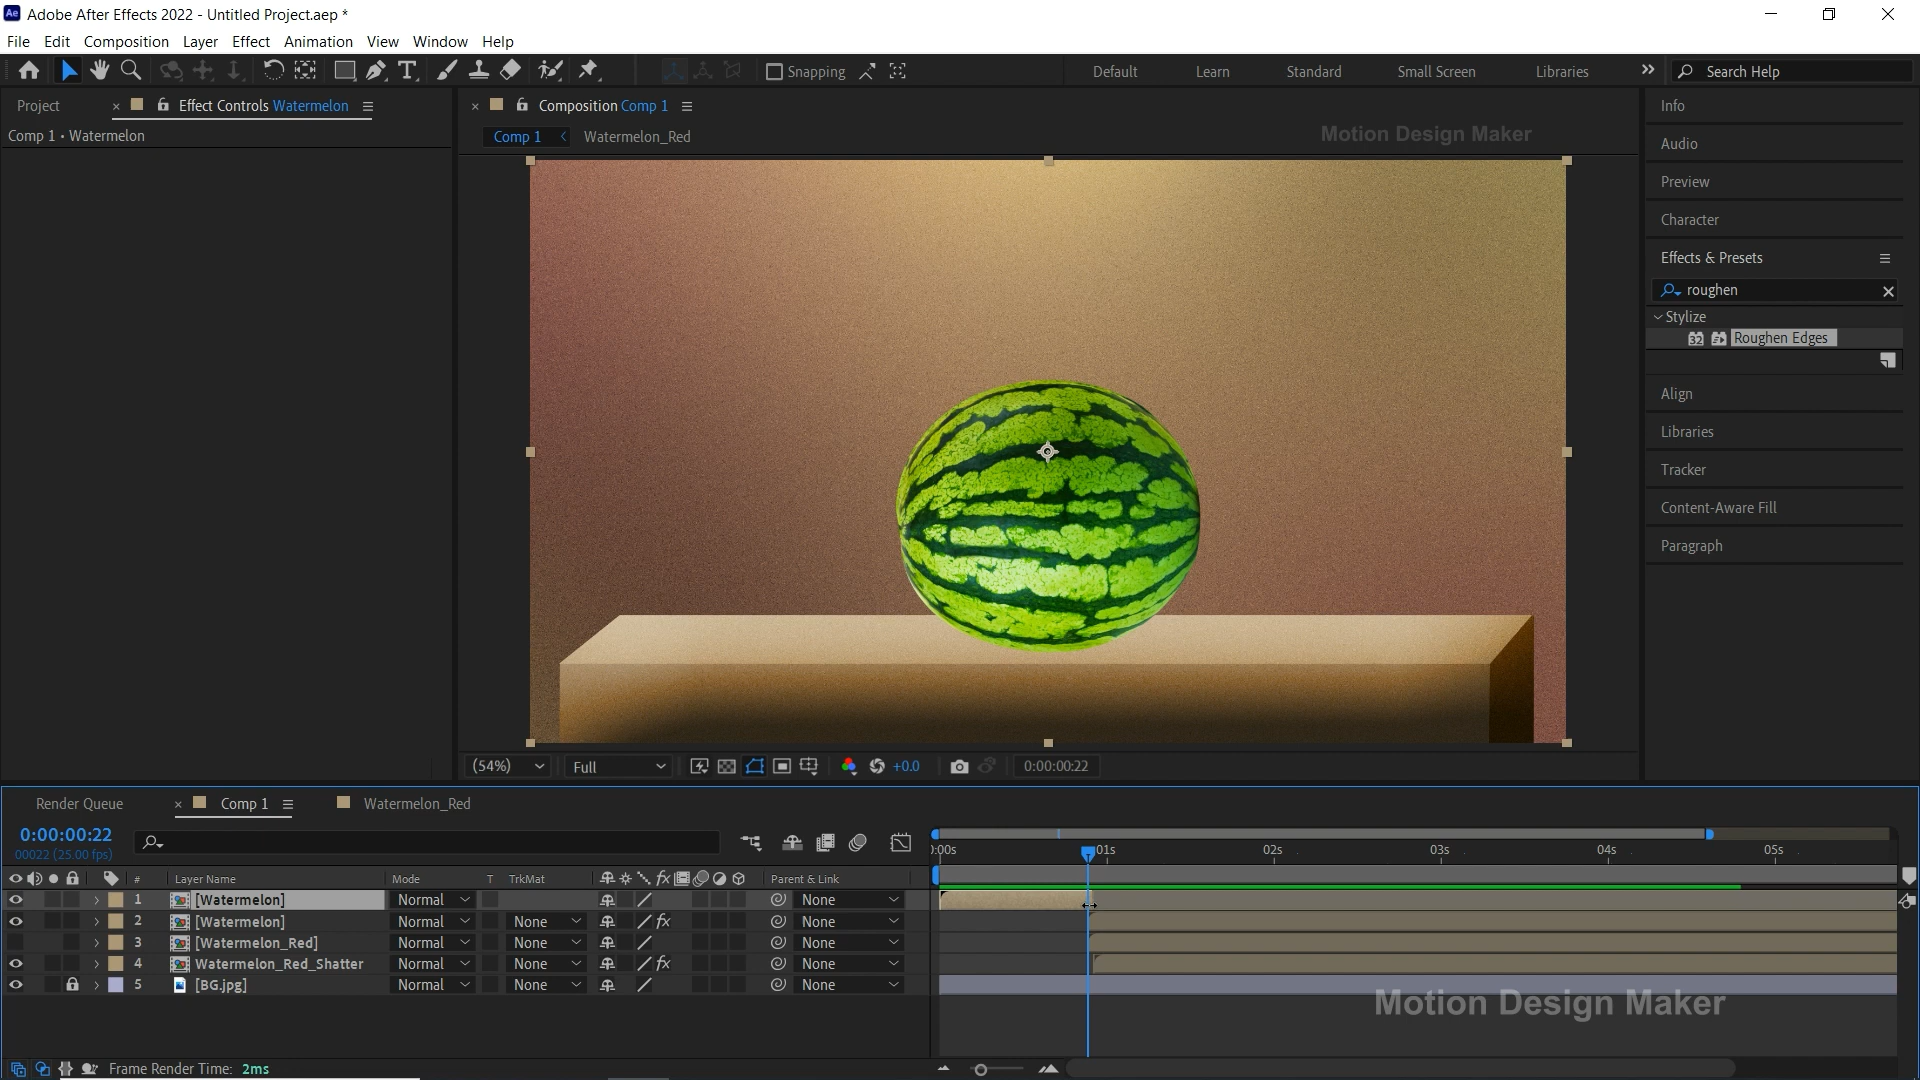 Adobe After Effects 2022 - Untitled Project.aep *
File Edit Composition Layer Effect Animation View Window Help
Snapping Default Learn Standard Small Screen Libraries Search Help
Project Effect Controls Watermelon
Composition Comp 1
Info
Comp 1 • Watermelon
Comp 1 Watermelon_Red
Motion Design Maker
Audio
Preview
Character
Effects & Presets
roughen
Stylize
32 Roughen Edges
Align
Libraries
Tracker
Content-Aware Fill
Paragraph
(54%) Full +0.0 0:00:00:22
Render Queue Comp 1 Watermelon_Red
0:00:00:22
00022 (25.00 fps)
0:00s 01s 02s 03s 04s 05s
# Layer Name Mode T TrkMat Parent & Link
1 [Watermelon] Normal None
2 [Watermelon] Normal None None
3 [Watermelon_Red] Normal None None
4 Watermelon_Red_Shatter Normal None None
5 [BG.jpg] Normal None None
Motion Design Maker
Frame Render Time: 2ms